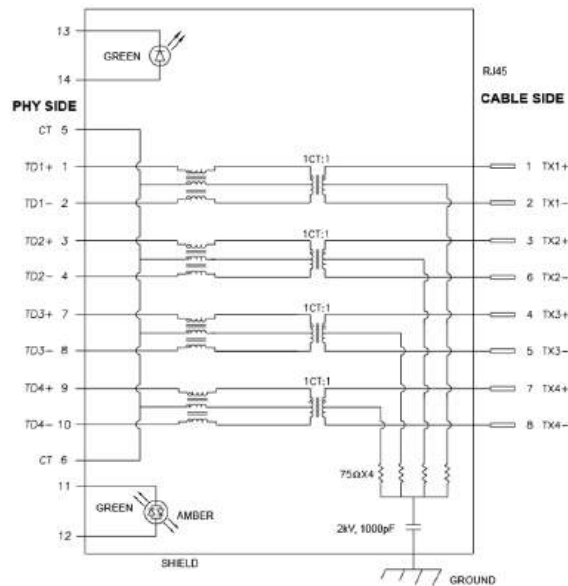 13
GREEN
14
RJ45
PHY SIDE
CABLE SIDE
CT 5
1CT:1
TD1+ 1
1 TX1+
TD1- 2
2 TX1-
1CT:1
TD2+ 3
3 TX2+
TD2- 4
6 TX2-
1CT:1
TD3+ 7
4 TX3+
TD3- 8
5 TX3-
1CT:1
TD4+ 9
7 TX4+
TD4- 10
8 TX4-
CT 6
75ΩX4
11
GREEN
AMBER
12
2kV, 1000pF
SHIELD
GROUND